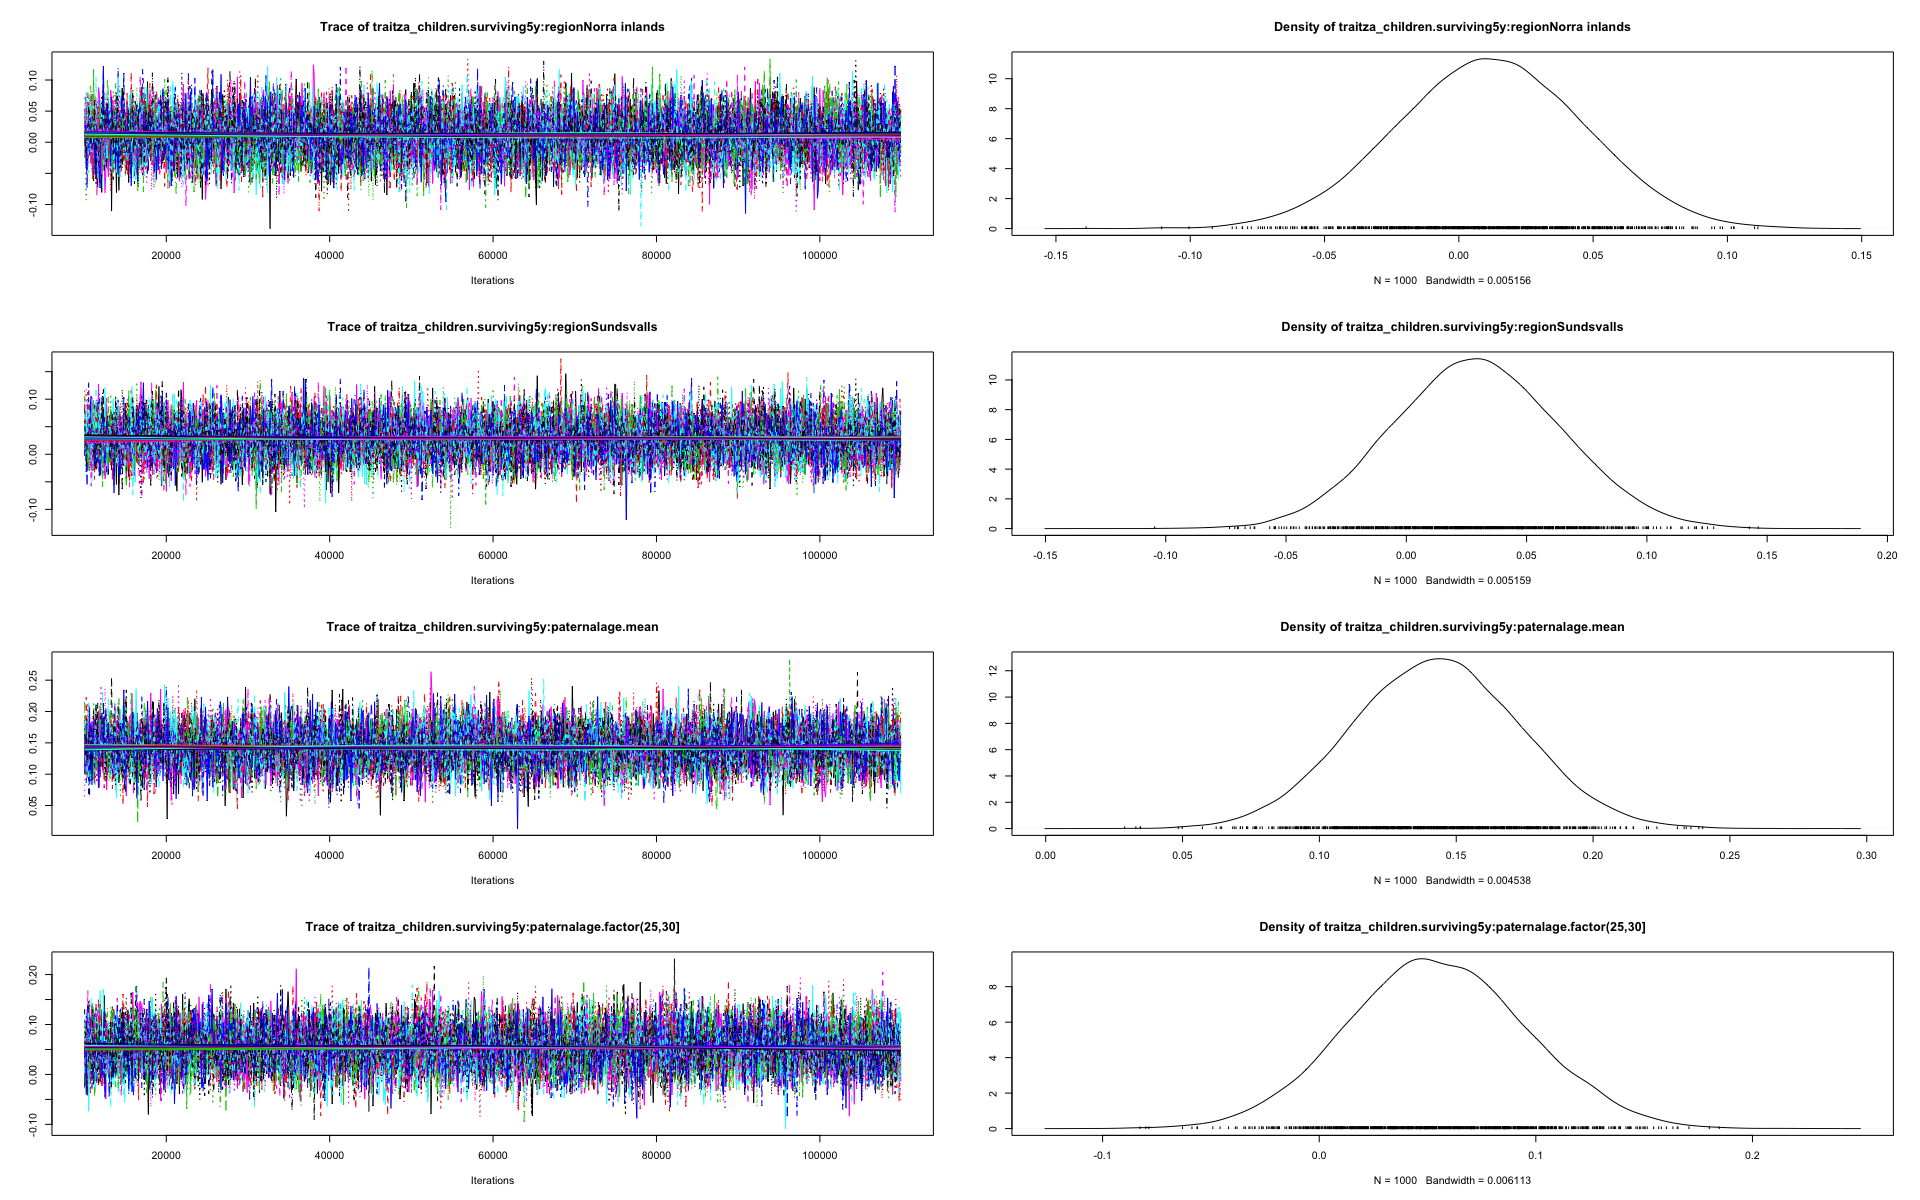 Trace of traitza_children.surviving5y:regionNorra inlands
Density of traitza_children.surviving5y:regionNorra inlands
0.10
0.05
0.00
-0.10
20000 40000 60000 80000 100000
Iterations
10
8
6
4
2
0
-0.15 -0.10 -0.05 0.00 0.05 0.10 0.15
N = 1000 Bandwidth = 0.005156
Trace of traitza_children.surviving5y:regionSundsvalls
Density of traitza_children.surviving5y:regionSundsvalls
0.10
0.00
-0.10
20000 40000 60000 80000 100000
Iterations
10
8
6
4
2
0
-0.15 -0.10 -0.05 0.00 0.05 0.10 0.15 0.20
N = 1000 Bandwidth = 0.005159
Trace of traitza_children.surviving5y:paternalage.mean
Density of traitza_children.surviving5y:paternalage.mean
0.25
0.20
0.15
0.10
0.05
20000 40000 60000 80000 100000
Iterations
12
10
8
6
4
2
0
0.00 0.05 0.10 0.15 0.20 0.25 0.30
N = 1000 Bandwidth = 0.004538
Trace of traitza_children.surviving5y:paternalage.factor(25,30]
Density of traitza_children.surviving5y:paternalage.factor(25,30]
0.20
0.10
0.00
-0.10
20000 40000 60000 80000 100000
Iterations
8
6
4
2
0
-0.1 0.0 0.1 0.2
N = 1000 Bandwidth = 0.006113